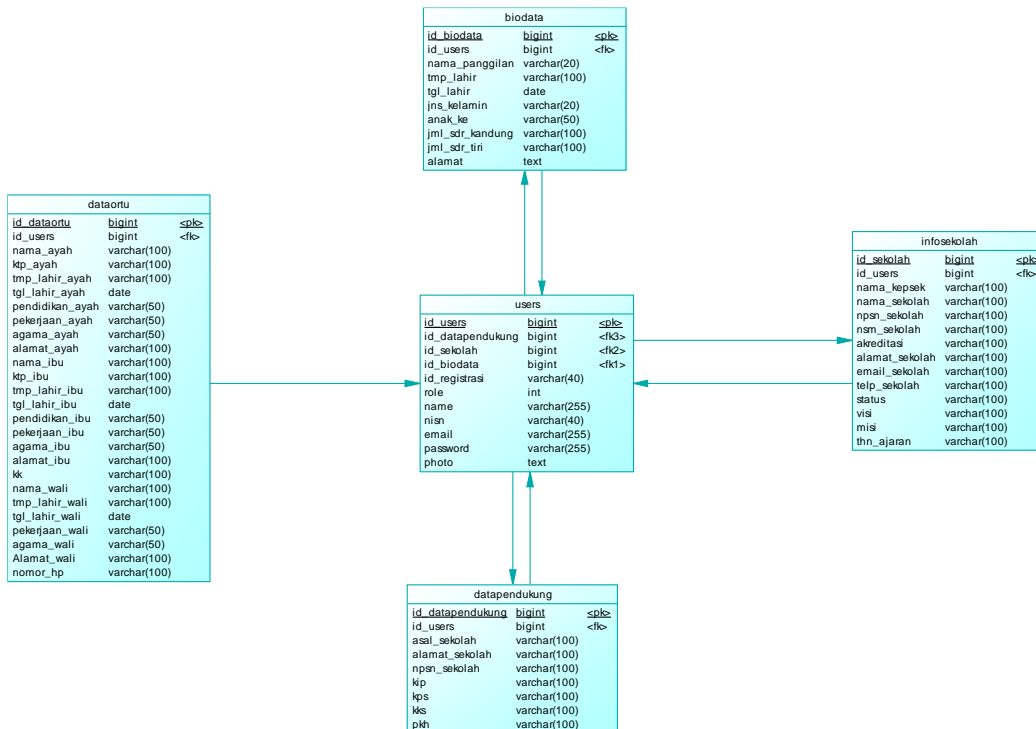 biodata
id_biodata bigint <pk>
id_users bigint <fk>
nama_panggilan varchar(20)
tmp_lahir varchar(100)
tgl_lahir date
jns_kelamin varchar(20)
anak_ke varchar(50)
jml_sdr_kandung varchar(100)
jml_sdr_tiri varchar(100)
alamat text
dataortu
id_dataortu bigint <pk>
id_users bigint <fk>
nama_ayah varchar(100)
ktp_ayah varchar(100)
tmp_lahir_ayah varchar(100)
tgl_lahir_ayah date
pendidikan_ayah varchar(50)
pekerjaan_ayah varchar(50)
agama_ayah varchar(50)
alamat_ayah varchar(100)
nama_ibu varchar(100)
ktp_ibu varchar(100)
tmp_lahir_ibu varchar(100)
tgl_lahir_ibu date
pendidikan_ibu varchar(50)
pekerjaan_ibu varchar(50)
agama_ibu varchar(50)
alamat_ibu varchar(100)
kk varchar(100)
nama_wali varchar(100)
tmp_lahir_wali varchar(100)
tgl_lahir_wali date
pekerjaan_wali varchar(50)
agama_wali varchar(50)
Alamat_wali varchar(100)
nomor_hp varchar(100)
users
id_users bigint <pk>
id_datapendukung bigint <fk3>
id_sekolah bigint <fk2>
id_biodata bigint <fk1>
id_registrasi varchar(40)
role int
name varchar(255)
nisn varchar(40)
email varchar(255)
password varchar(255)
photo text
infosekolah
id_sekolah bigint <pk>
id_users bigint <fk>
nama_kepsek varchar(100)
nama_sekolah varchar(100)
npsn_sekolah varchar(100)
nsm_sekolah varchar(100)
akreditasi varchar(100)
alamat_sekolah varchar(100)
email_sekolah varchar(100)
telp_sekolah varchar(100)
status varchar(100)
visi varchar(100)
misi varchar(100)
thn_ajaran varchar(100)
datapendukung
id_datapendukung bigint <pk>
id_users bigint <fk>
asal_sekolah varchar(100)
alamat_sekolah varchar(100)
npsn_sekolah varchar(100)
kip varchar(100)
kps varchar(100)
kks varchar(100)
pkh varchar(100)